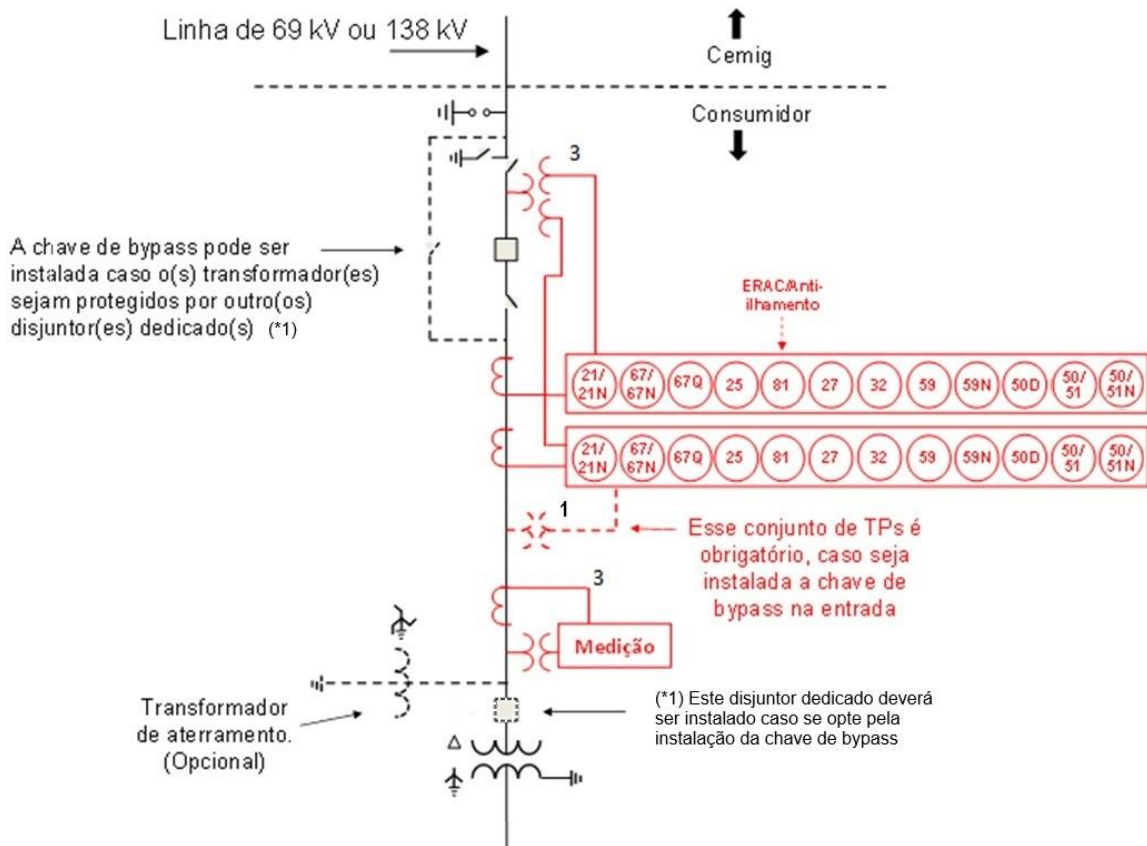 Linha de 69 kV ou 138 kV
Cemig
Consumidor
3
A chave de bypass pode ser
instalada caso o(s) transformador(es)
sejam protegidos por outro(os)
disjuntor(es) dedicado(s) (*1)
ERAC/Anti-
ilhamento
21/
21N
67/
67N
67Q
25
81
27
32
59
59N
50D
50/
51
50/
51N
21/
21N
67/
67N
67Q
25
81
27
32
59
59N
50D
50/
51
50/
51N
1
Esse conjunto de TPs é
obrigatório, caso seja
instalada a chave de
bypass na entrada
3
Medição
Transformador
de aterramento.
(Opcional)
(*1) Este disjuntor dedicado deverá
ser instalado caso se opte pela
instalação da chave de bypass
Δ